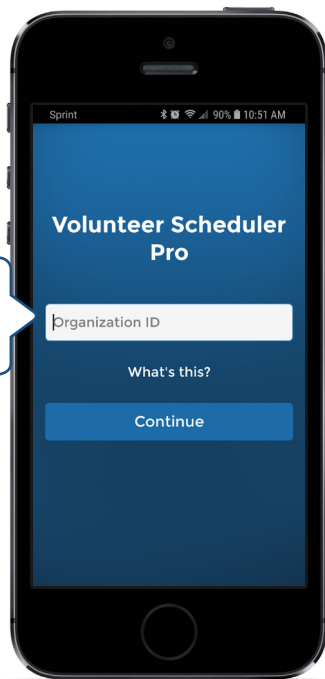 Sprint 90% 10:51 AM
Volunteer Scheduler
Pro
Organization ID
What's this?
Continue